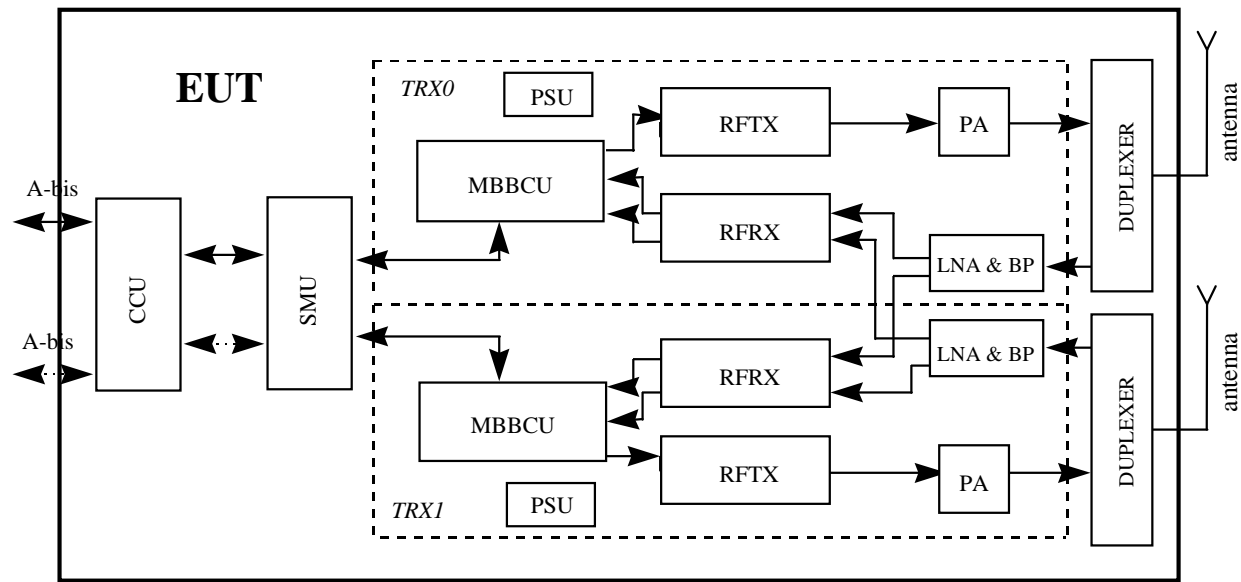 EUT
TRX0
PSU
RFTX
PA
DUPLEXER
antenna
MBBCU
A-bis
RFRX
LNA & BP
CCU
SMU
A-bis
LNA & BP
RFRX
DUPLEXER
antenna
MBBCU
RFTX
PA
PSU
TRX1